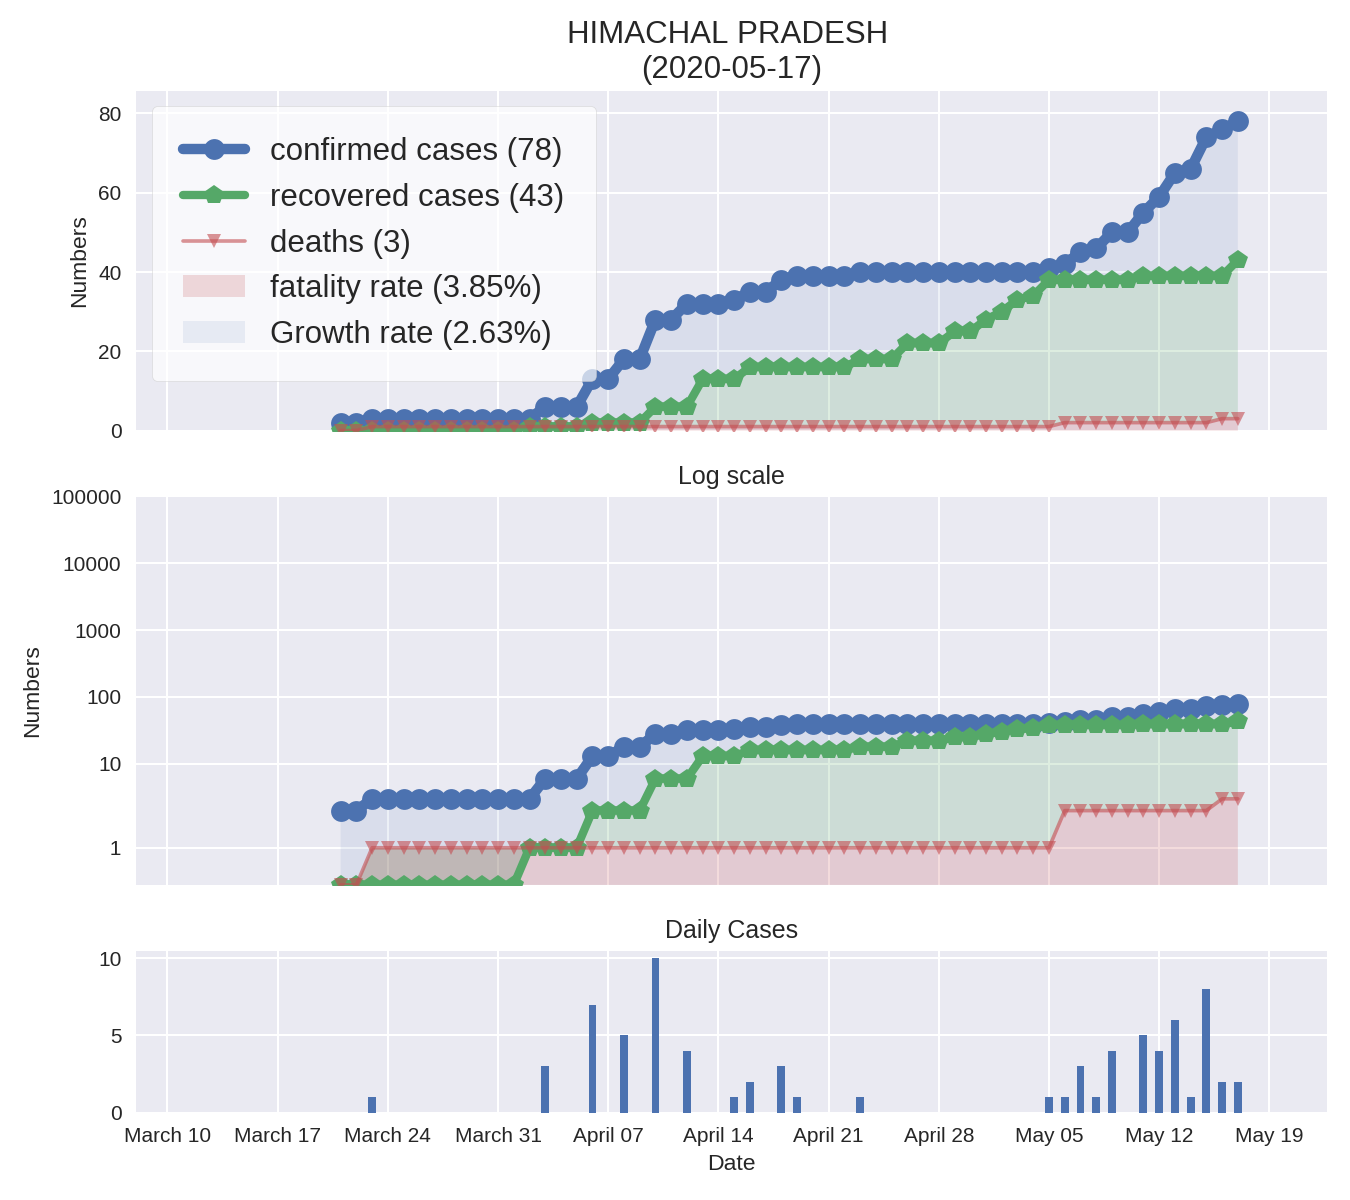 HIMACHAL PRADESH
(2020-05-17)
80
60
40
20
0
Numbers
confirmed cases (78)
recovered cases (43)
deaths (3)
fatality rate (3.85%)
Growth rate (2.63%)
Log scale
100000
10000
1000
100
10
1
Numbers
Daily Cases
10
5
0
March 10 March 17 March 24 March 31 April 07 April 14 April 21 April 28 May 05 May 12 May 19
Date